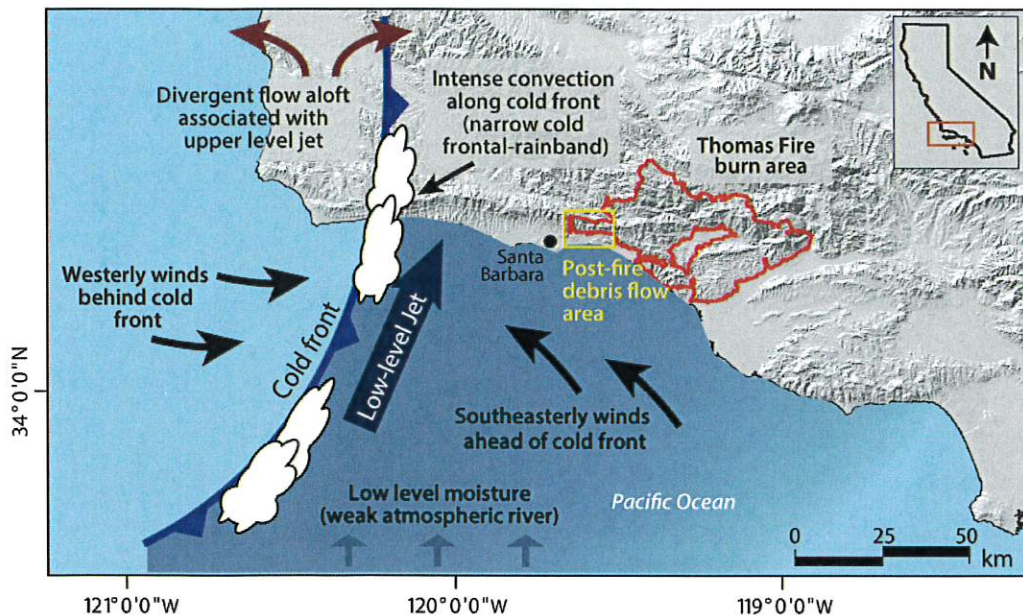 Divergent flow aloft
associated with
upper level jet
Intense convection
along cold front
(narrow cold
frontal-rainband)
N
Thomas Fire
burn area
Santa
Barbara
Post-fire
debris flow
area
Westerly winds
behind cold
front
Cold front
Low-level Jet
Southeasterly winds
ahead of cold front
Low level moisture
(weak atmospheric river)
Pacific Ocean
0 25 50
km
34°0'0"N
121°0'0"W 120°0'0"W 119°0'0"W